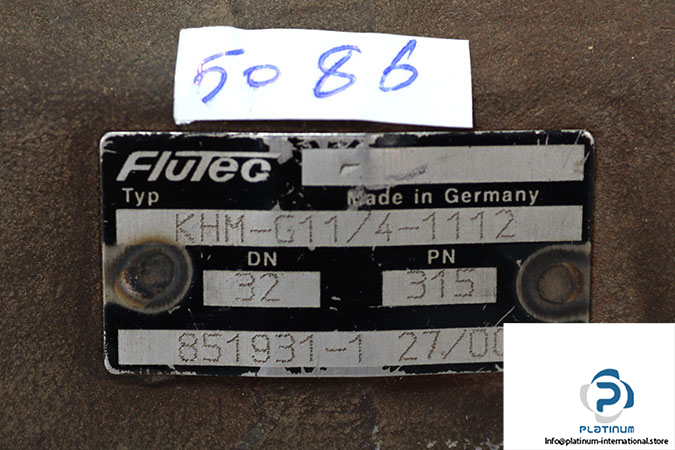 5086
FLUTEC
Typ Made in Germany
KHM-G11/4-1112
DN PN
32 315
851931-1 27/00
PLATINUM
Info@platinum-international.store